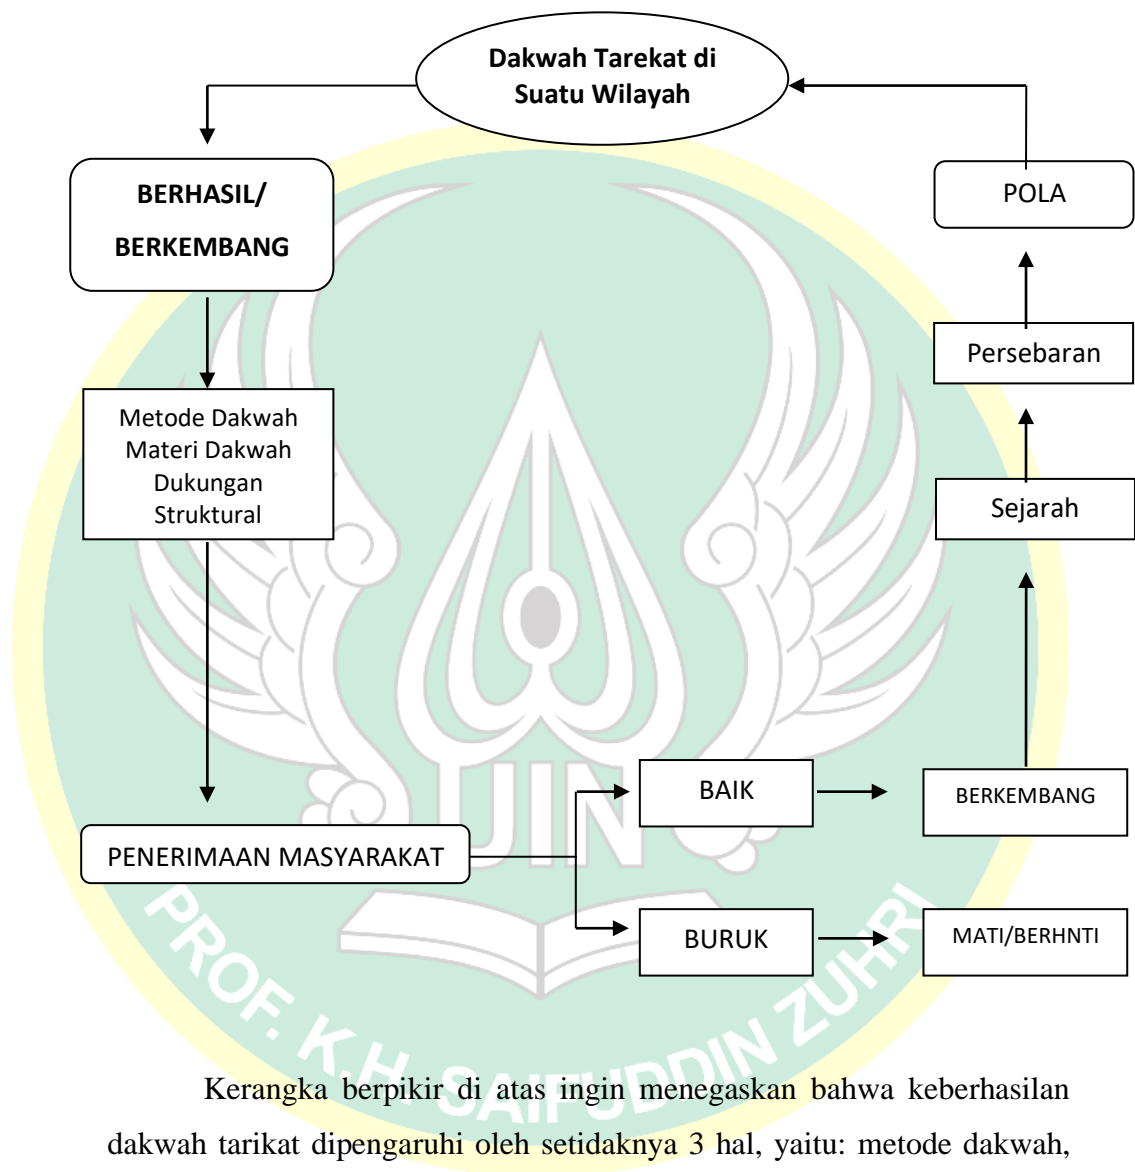 Dakwah Tarekat di
Suatu Wilayah
BERHASIL/
BERKEMBANG
POLA
Persebaran
Metode Dakwah
Materi Dakwah
Dukungan
Struktural
Sejarah
BAIK
BERKEMBANG
PENERIMAAN MASYARAKAT
BURUK
MATI/BERHNTI
UIN
PROF. K.H. SAIFUDDIN ZUHRI
Kerangka berpikir di atas ingin menegaskan bahwa keberhasilan
dakwah tarikat dipengaruhi oleh setidaknya 3 hal, yaitu: metode dakwah,